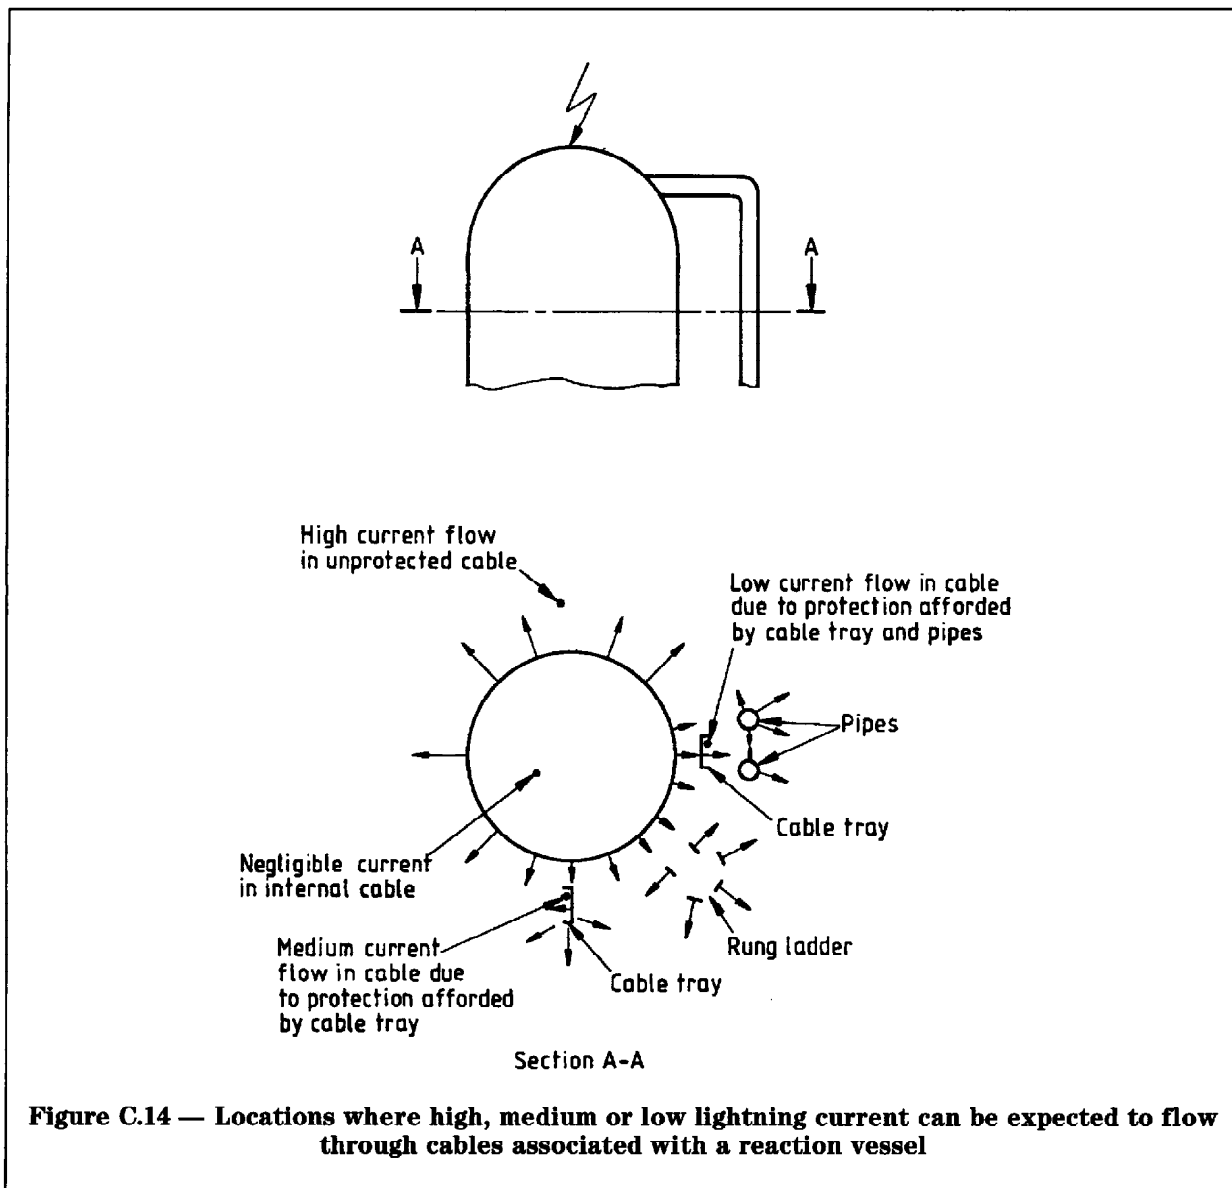 A
A
High current flow
in unprotected cable
Low current flow in cable
due to protection afforded
by cable tray and pipes
Pipes
Cable tray
Negligible current
in internal cable
Rung ladder
Medium current
flow in cable due
to protection afforded
by cable tray
Cable tray
Section A-A
Figure C.14 — Locations where high, medium or low lightning current can be expected to flow
through cables associated with a reaction vessel